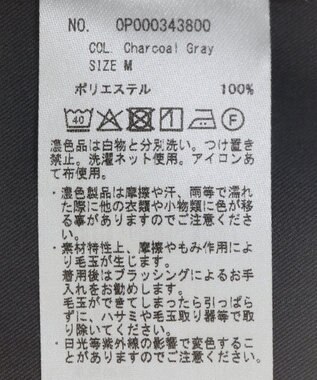 NO. 0P000343800
COL. Charcoal Gray
SIZE M
ポリエステル 100%
40 F
濃色品は白物と分別洗い。つけ置き
禁止。洗濯ネット使用。アイロンあ
て布使用。
・濃色製品は摩擦や汗、雨等で濡れ
た際に他の衣類や小物類に色が移
る事がありますのでご注意くださ
い。
・素材特性上、摩擦やもみ作用によ
り毛玉が生じます。
着用後はブラッシングによるお手
入れをお勧めします。
毛玉ができてしまったら引っぱら
ずに、ハサミや毛玉取り器等で取
り除いてください。
・日光等紫外線の影響で変色するこ
とがありますのでご注意ください。